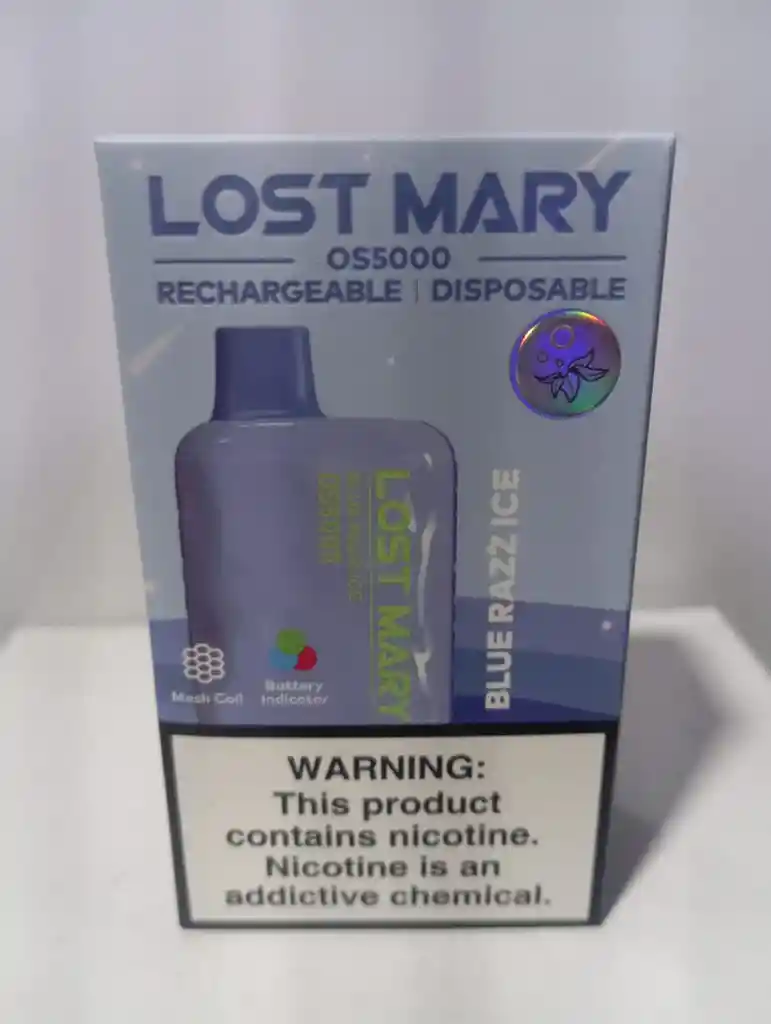 LOST MARY
OS5000
RECHARGEABLE | DISPOSABLE
LOST MARY
OS5000
BLUE RAZZ ICE
Mesh Coil
Battery
Indicator
WARNING:
This product
contains nicotine.
Nicotine is an
addictive chemical.